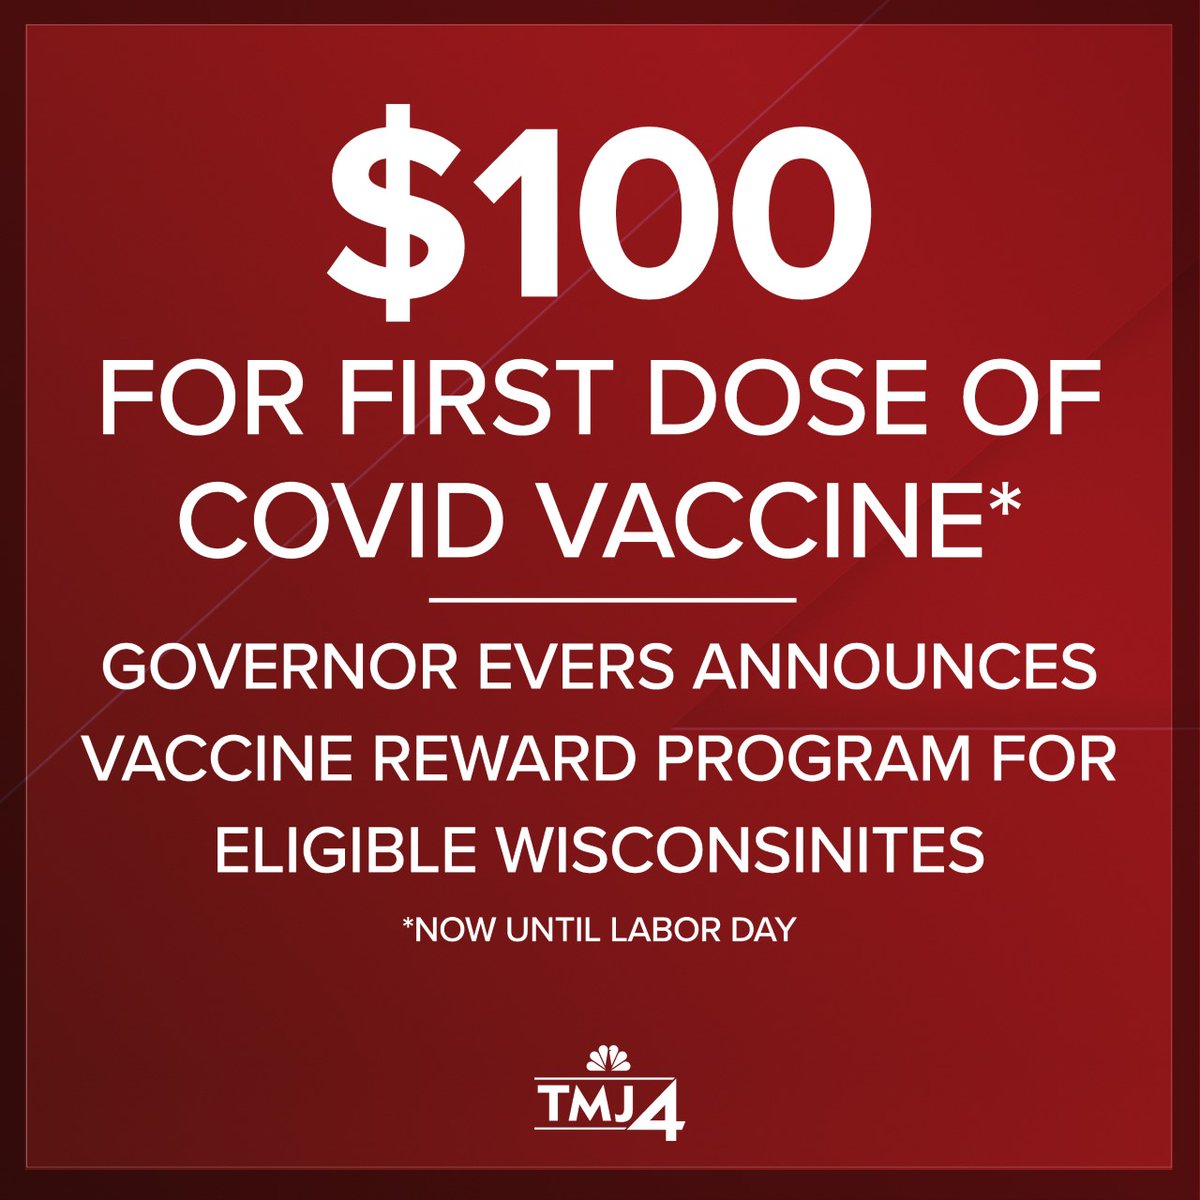 $100
FOR FIRST DOSE OF
COVID VACCINE*
GOVERNOR EVERS ANNOUNCES
VACCINE REWARD PROGRAM FOR
ELIGIBLE WISCONSINITES
*NOW UNTIL LABOR DAY
TMJ4